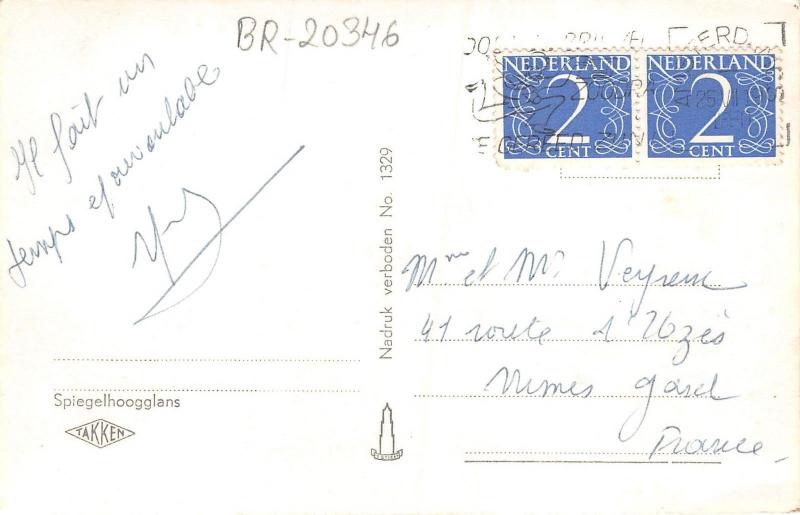 BR-20346
Il fait un
temps épouvantable
NEDERLAND
2
CENT
NEDERLAND
2
CENT
Nadruk verboden No. 1329
Mme et Mr Veyrenc
41 route d'Uzès
Nimes Gard
France
Spiegelhoogglans
TAKKEN